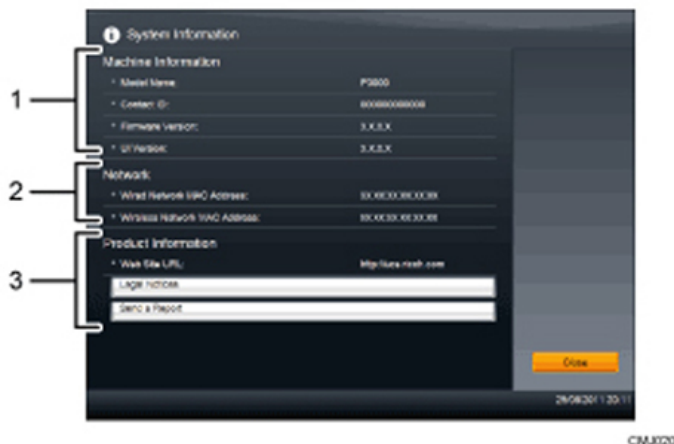 System Information
1
Machine Information
Model Name:
Contact ID:
Firmware Version: X.X.X.X
UI Version: X.X.X.X
2
Network
Wired Network MAC Address: XX:XX:XX:XX:XX:XX
Wireless Network MAC Address: XX:XX:XX:XX:XX:XX
3
Product Information
Web Site URL:
Legal Notices
Send a Report
Close